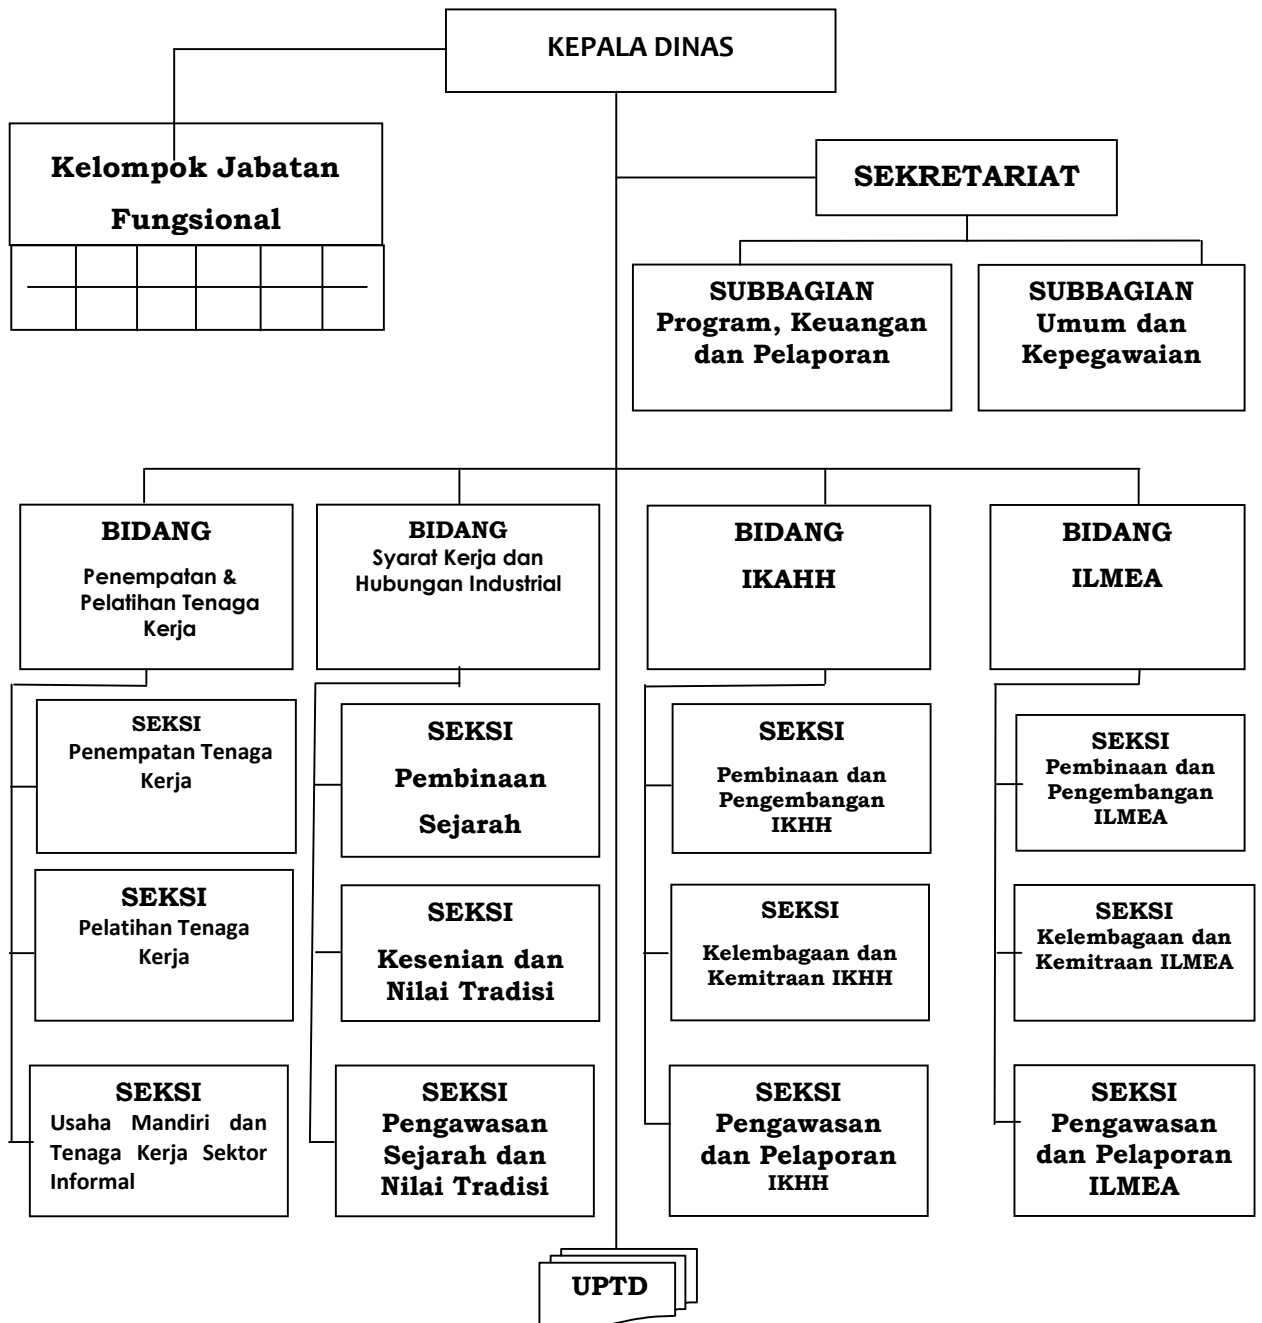 KEPALA DINAS
Kelompok Jabatan
Fungsional
SEKRETARIAT
SUBBAGIAN
Program, Keuangan
dan Pelaporan
SUBBAGIAN
Umum dan
Kepegawaian
BIDANG
Penempatan &
Pelatihan Tenaga
Kerja
BIDANG
Syarat Kerja dan
Hubungan Industrial
BIDANG
IKAHH
BIDANG
ILMEA
SEKSI
Penempatan Tenaga
Kerja
SEKSI
Pembinaan
Sejarah
SEKSI
Pembinaan dan
Pengembangan
IKHH
SEKSI
Pembinaan dan
Pengembangan
ILMEA
SEKSI
Pelatihan Tenaga
Kerja
SEKSI
Kesenian dan
Nilai Tradisi
SEKSI
Kelembagaan dan
Kemitraan IKHH
SEKSI
Kelembagaan dan
Kemitraan ILMEA
SEKSI
Usaha Mandiri dan
Tenaga Kerja Sektor
Informal
SEKSI
Pengawasan
Sejarah dan
Nilai Tradisi
SEKSI
Pengawasan
dan Pelaporan
IKHH
SEKSI
Pengawasan
dan Pelaporan
ILMEA
UPTD